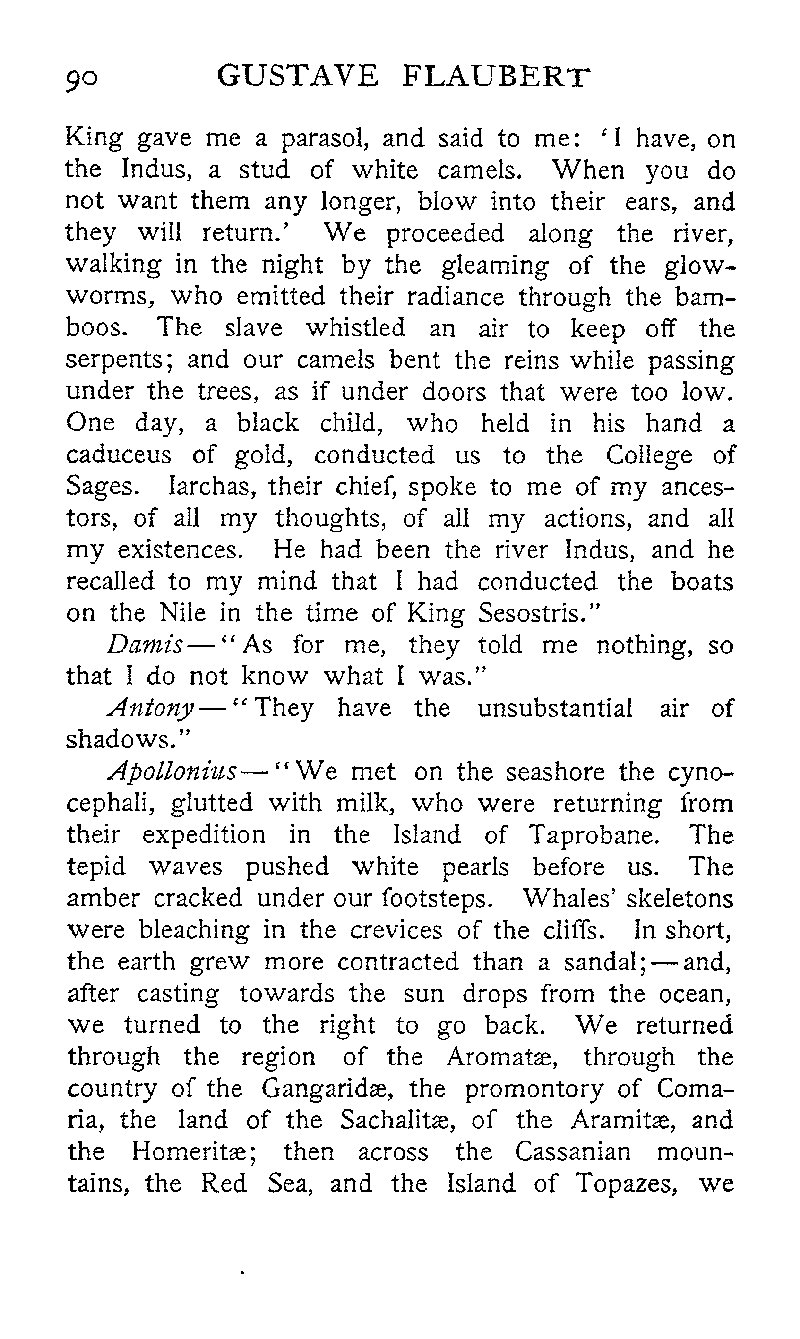 90 GUSTAVE FLAUBERT
King gave me a parasol, and said to me: ‘I have, on
the Indus, a stud of white camels. When you do
not want them any longer, blow into their ears, and
they will return.’ We proceeded along the river,
walking in the night by the gleaming of the glow-
worms, who emitted their radiance through the bam-
boos. The slave whistled an air to keep off the
serpents; and our camels bent the reins while passing
under the trees, as if under doors that were too low.
One day, a black child, who held in his hand a
caduceus of gold, conducted us to the College of
Sages. Iarchas, their chief, spoke to me of my ances-
tors, of all my thoughts, of all my actions, and all
my existences. He had been the river Indus, and he
recalled to my mind that I had conducted the boats
on the Nile in the time of King Sesostris.”
Damis—“As for me, they told me nothing, so
that I do not know what I was.”
Antony—“They have the unsubstantial air of
shadows.”
Apollonius—“We met on the seashore the cyno-
cephali, glutted with milk, who were returning from
their expedition in the Island of Taprobane. The
tepid waves pushed white pearls before us. The
amber cracked under our footsteps. Whales’ skeletons
were bleaching in the crevices of the cliffs. In short,
the earth grew more contracted than a sandal;—and,
after casting towards the sun drops from the ocean,
we turned to the right to go back. We returned
through the region of the Aromatæ, through the
country of the Gangaridæ, the promontory of Coma-
ria, the land of the Sachalitæ, of the Aramitæ, and
the Homeritæ; then across the Cassanian moun-
tains, the Red Sea, and the Island of Topazes, we